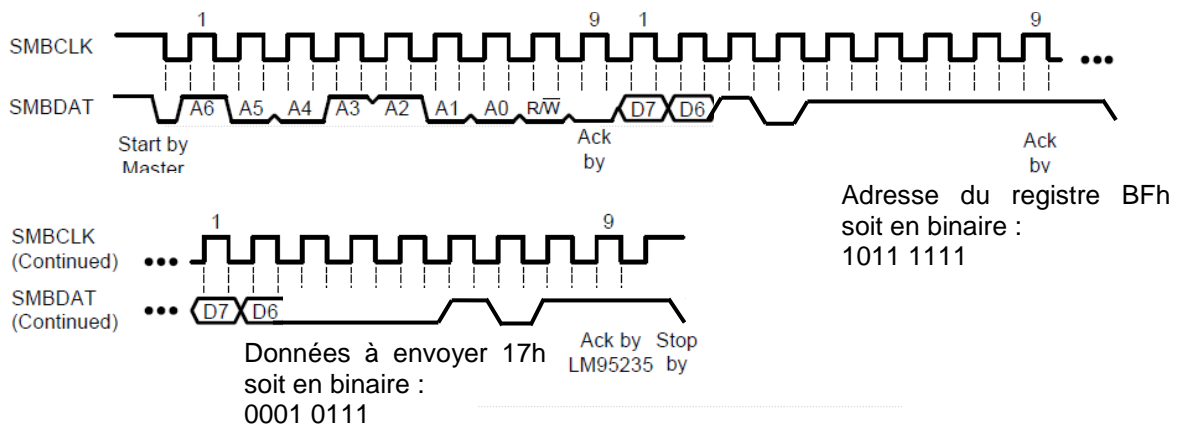 1 9 1 9
SMBCLK
SMBDAT A6 A5 A4 A3 A2 A1 A0 R/W̅ D7 D6
Start by
Master
Ack
by
Ack
by
Adresse du registre BFh
soit en binaire :
1011 1111
1 9
SMBCLK
(Continued)
SMBDAT
(Continued)
D7 D6
Ack by
LM95235
Stop
by
Données à envoyer 17h
soit en binaire :
0001 0111